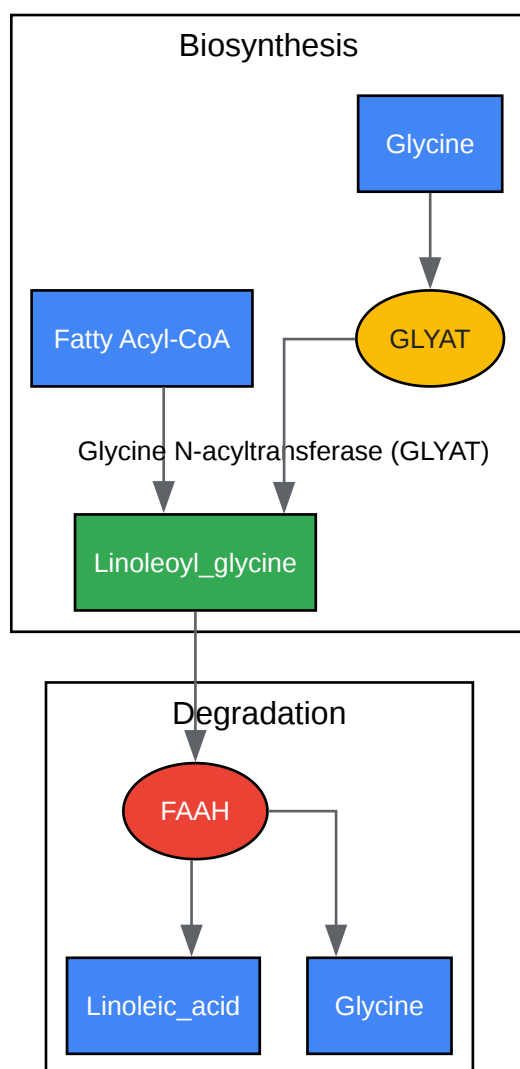 Biosynthesis
Glycine
Fatty Acyl-CoA
GLYAT
Glycine N-acyltransferase (GLYAT)
Linoleoyl_glycine
Degradation
FAAH
Linoleic_acid
Glycine